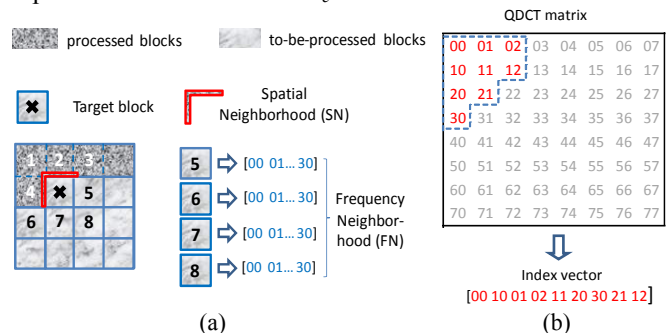 processed blocks
to-be-processed blocks
Target block
Spatial
Neighborhood (SN)
1 2 3
4 5
6 7 8
5 [00 01... 30]
6 [00 01... 30]
7 [00 01... 30]
8 [00 01... 30]
Frequency
Neighbor-
hood (FN)
(a)
QDCT matrix
00 01 02 03 04 05 06 07
10 11 12 13 14 15 16 17
20 21 22 23 24 25 26 27
30 31 32 33 34 35 36 37
40 41 42 43 44 45 46 47
50 51 52 53 54 55 56 57
60 61 62 63 64 65 66 67
70 71 72 73 74 75 76 77
Index vector
[00 10 01 02 11 20 30 21 12]
(b)